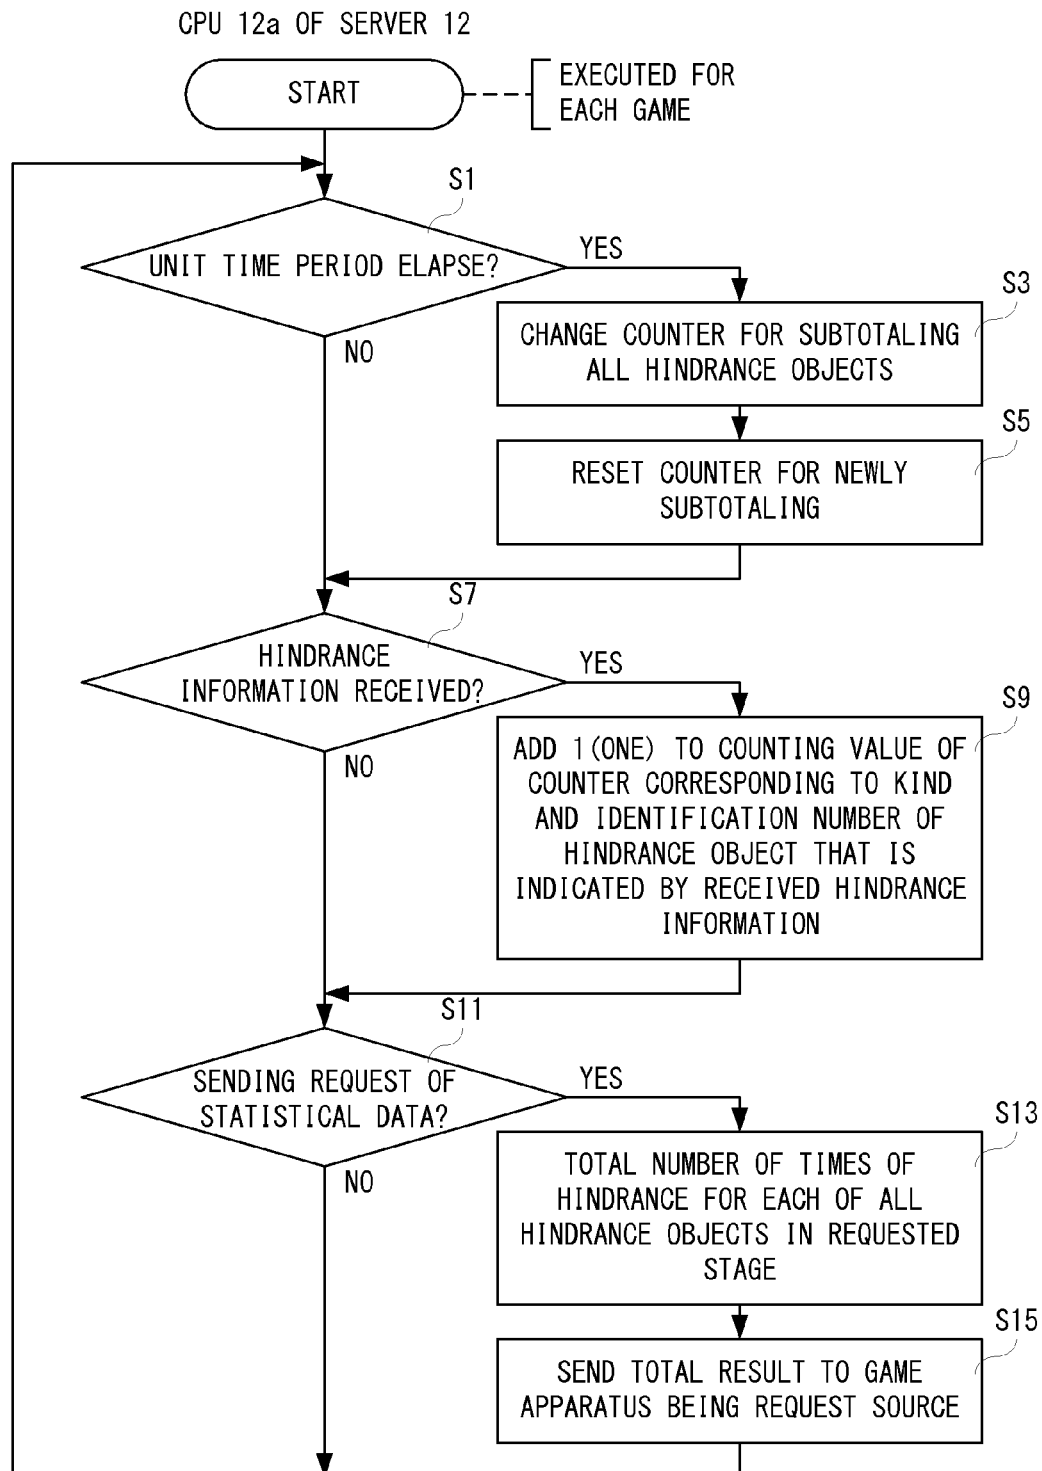 CPU 12a OF SERVER 12
START
EXECUTED FOR
EACH GAME
S1
UNIT TIME PERIOD ELAPSE?
YES
NO
S3
CHANGE COUNTER FOR SUBTOTALING
ALL HINDRANCE OBJECTS
S5
RESET COUNTER FOR NEWLY
SUBTOTALING
S7
HINDRANCE
INFORMATION RECEIVED?
YES
NO
S9
ADD 1(ONE) TO COUNTING VALUE OF
COUNTER CORRESPONDING TO KIND
AND IDENTIFICATION NUMBER OF
HINDRANCE OBJECT THAT IS
INDICATED BY RECEIVED HINDRANCE
INFORMATION
S11
SENDING REQUEST OF
STATISTICAL DATA?
YES
NO
S13
TOTAL NUMBER OF TIMES OF
HINDRANCE FOR EACH OF ALL
HINDRANCE OBJECTS IN REQUESTED
STAGE
S15
SEND TOTAL RESULT TO GAME
APPARATUS BEING REQUEST SOURCE